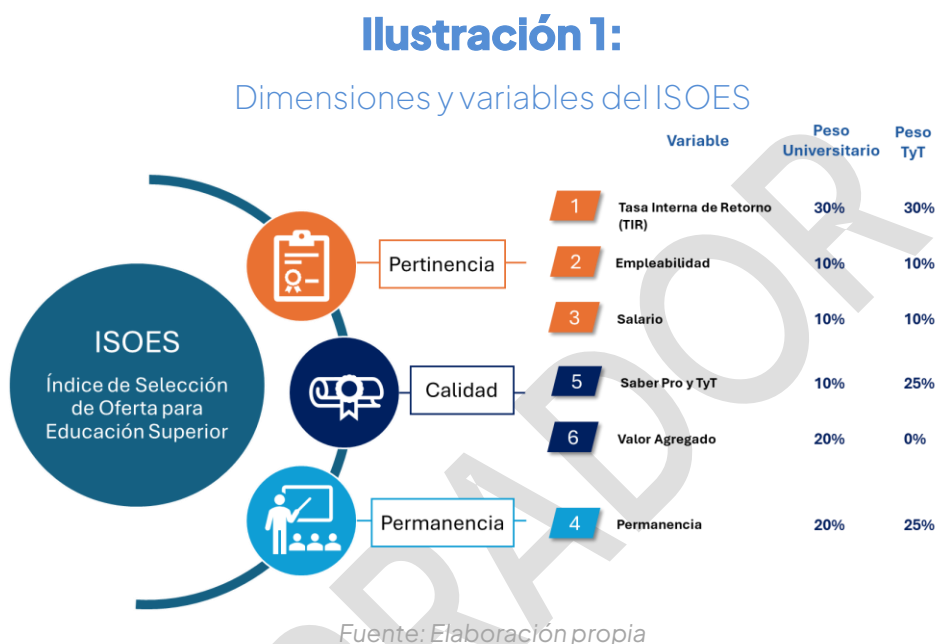 Ilustración 1:
Dimensiones y variables del ISOES
Variable
Peso
Universitario
Peso
TyT
ISOES
Índice de Selección
de Oferta para
Educación Superior
Pertinencia
1 Tasa Interna de Retorno
(TIR)
30% 30%
2 Empleabilidad 10% 10%
3 Salario 10% 10%
Calidad
5 Saber Pro y TyT 10% 25%
6 Valor Agregado 20% 0%
Permanencia
4 Permanencia 20% 25%
Fuente: Elaboración propia
RADOR